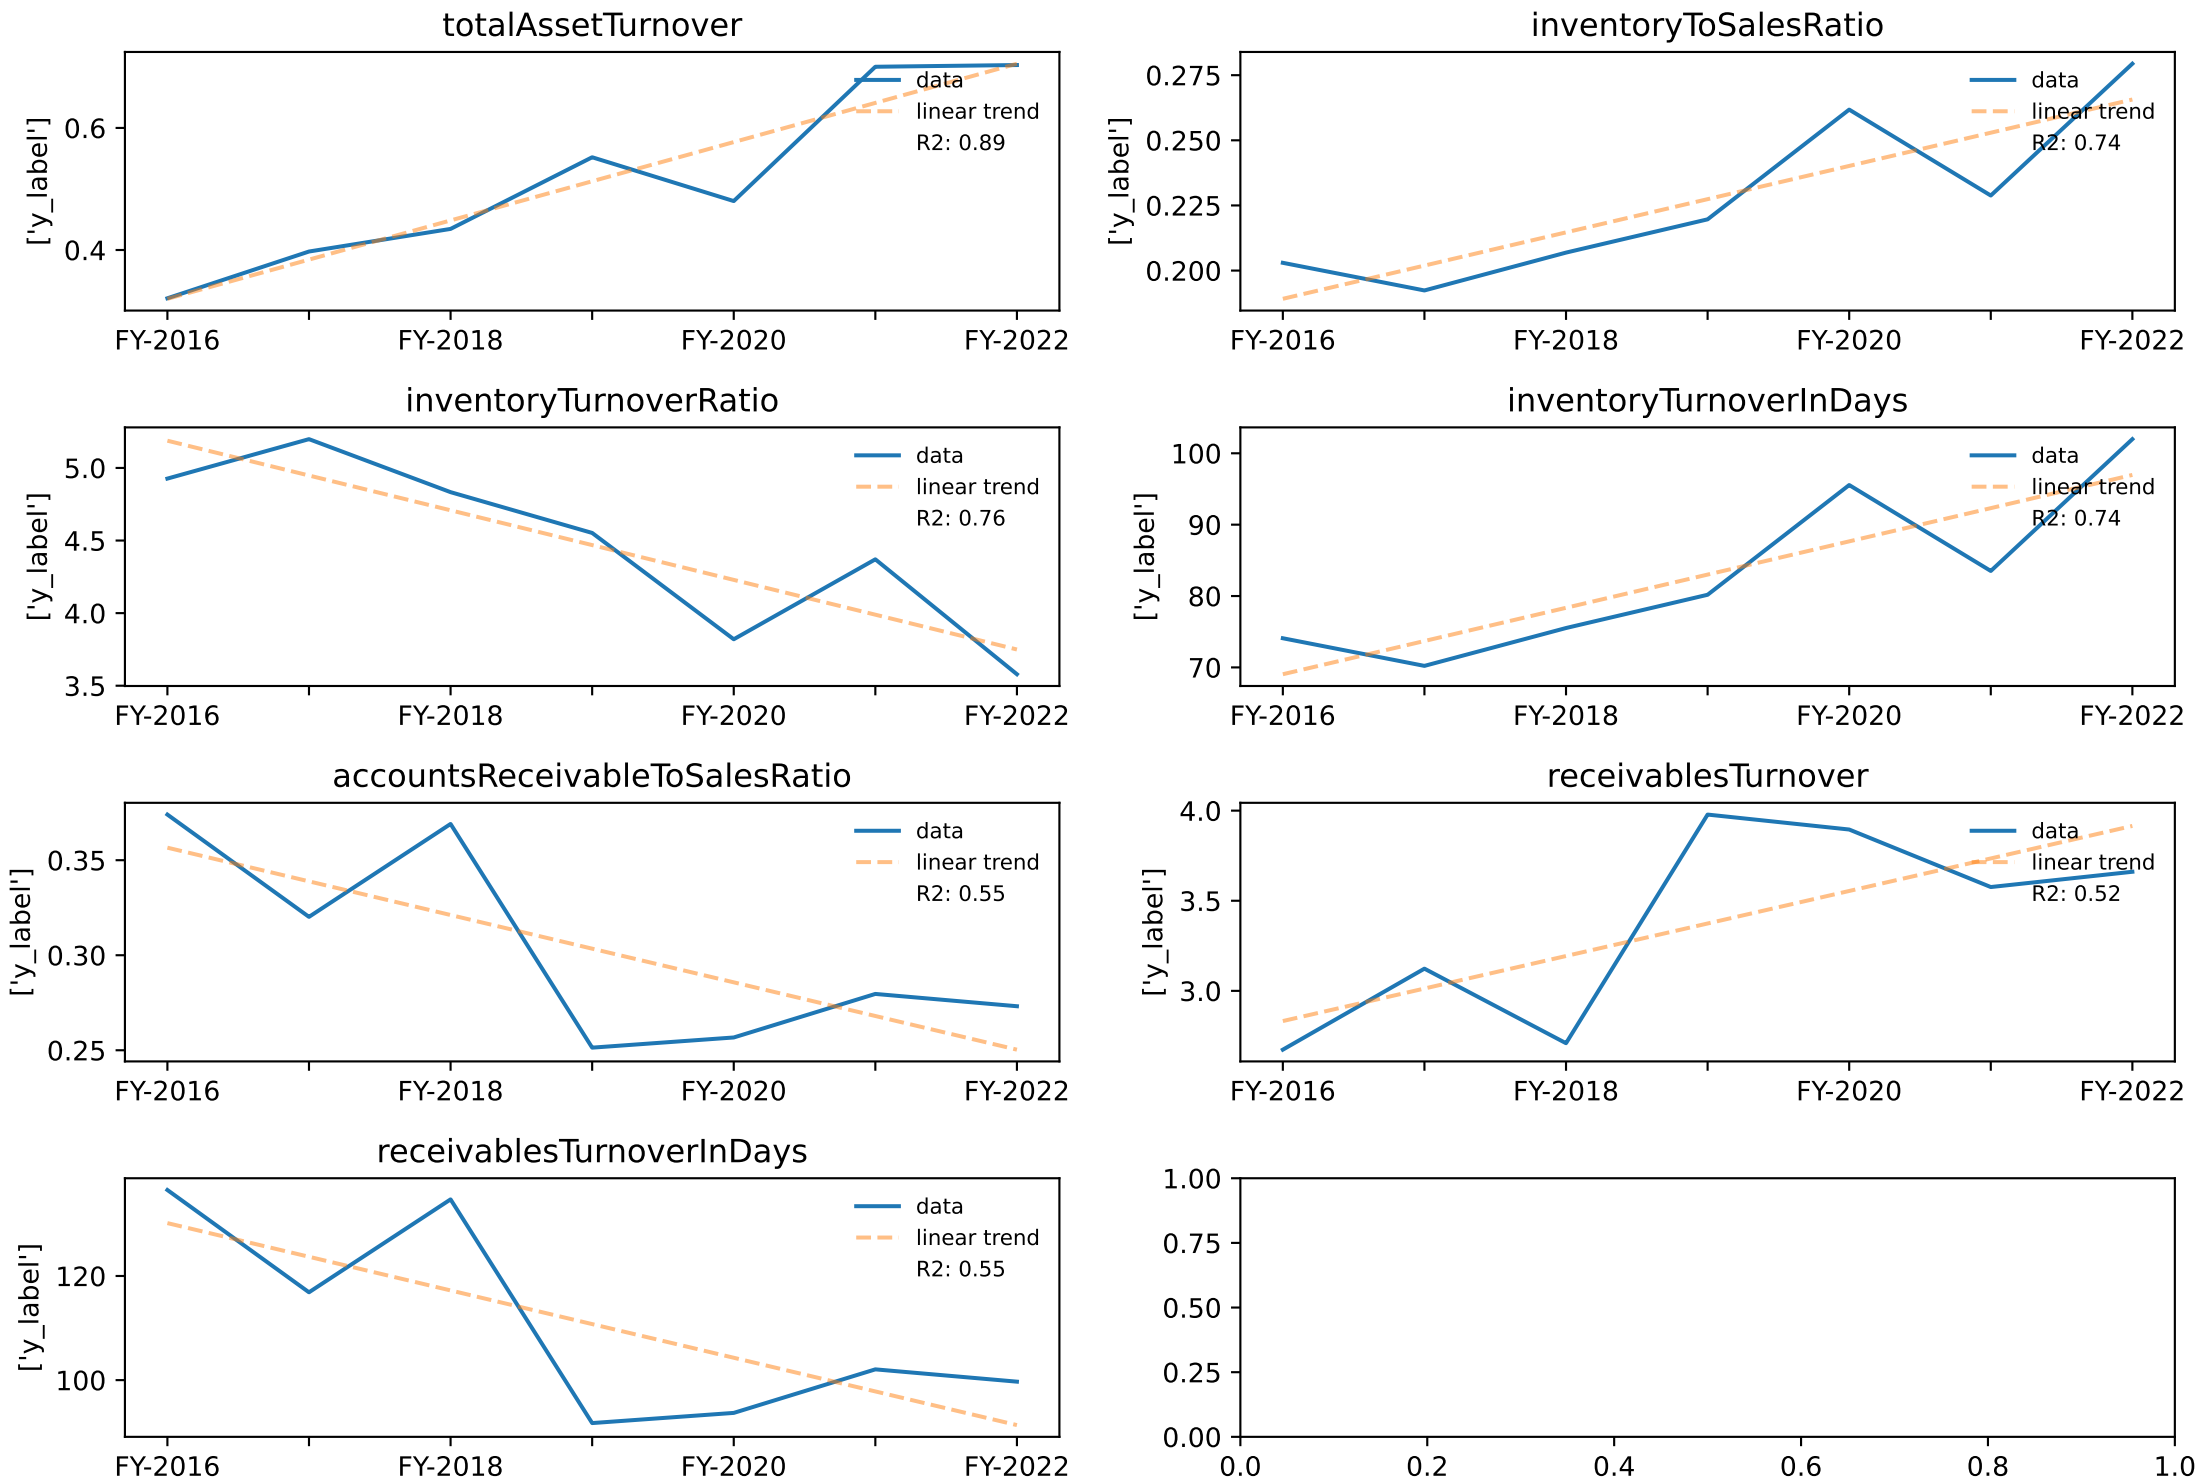 totalAssetTurnover
['y_label']
0.6
0.4
data
linear trend
R2: 0.89
FY-2016 FY-2018 FY-2020 FY-2022
inventoryToSalesRatio
['y_label']
0.275
0.250
0.225
0.200
data
linear trend
R2: 0.74
FY-2016 FY-2018 FY-2020 FY-2022
inventoryTurnoverRatio
['y_label']
5.0
4.5
4.0
3.5
data
linear trend
R2: 0.76
FY-2016 FY-2018 FY-2020 FY-2022
inventoryTurnoverInDays
['y_label']
100
90
80
70
data
linear trend
R2: 0.74
FY-2016 FY-2018 FY-2020 FY-2022
accountsReceivableToSalesRatio
['y_label']
0.35
0.30
0.25
data
linear trend
R2: 0.55
FY-2016 FY-2018 FY-2020 FY-2022
receivablesTurnover
['y_label']
4.0
3.5
3.0
data
linear trend
R2: 0.52
FY-2016 FY-2018 FY-2020 FY-2022
receivablesTurnoverInDays
['y_label']
120
100
data
linear trend
R2: 0.55
FY-2016 FY-2018 FY-2020 FY-2022
1.00
0.75
0.50
0.25
0.00
0.0 0.2 0.4 0.6 0.8 1.0